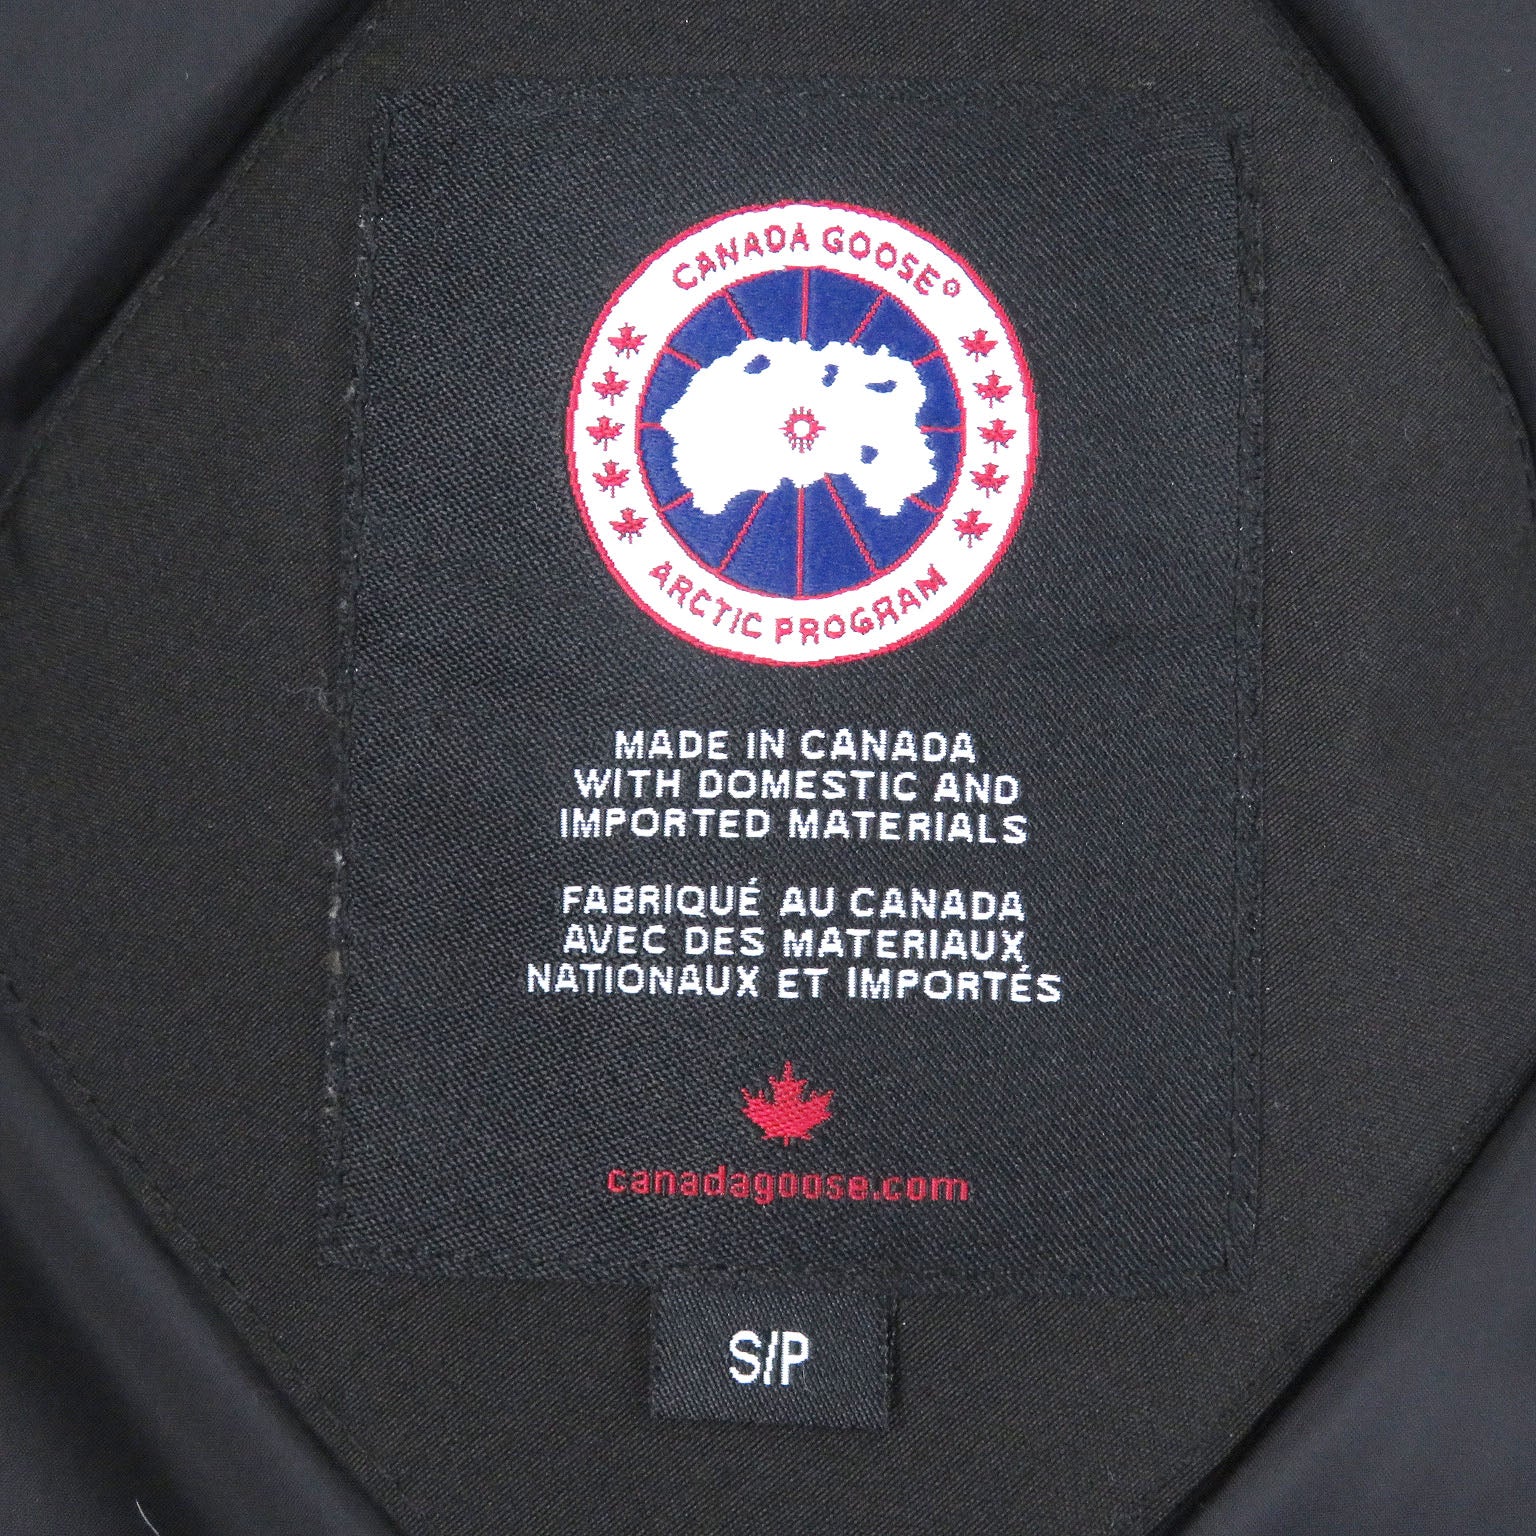 CANADA GOOSE®
ARCTIC PROGRAM
MADE IN CANADA
WITH DOMESTIC AND
IMPORTED MATERIALS
FABRIQUÉ AU CANADA
AVEC DES MATERIAUX
NATIONAUX ET IMPORTÉS
canadagoose.com
S/P